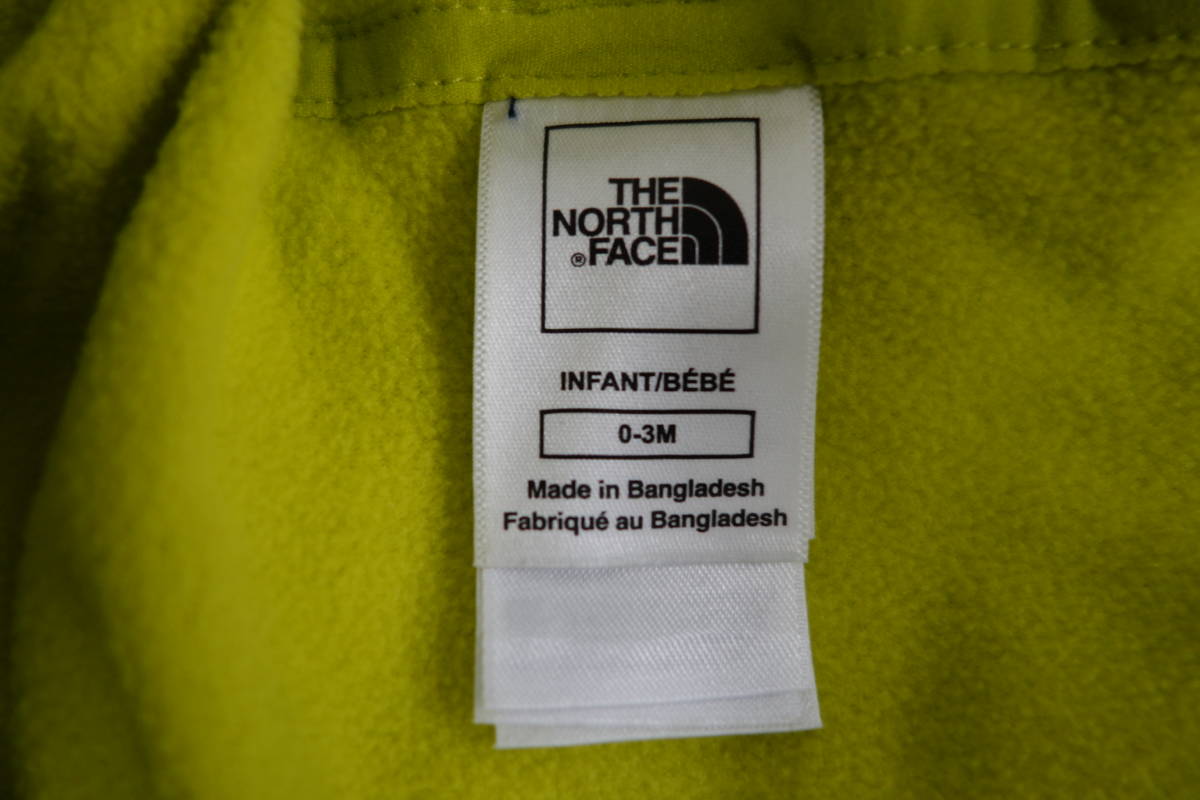 THE
NORTH
®FACE
INFANT/BÉBÉ
0-3M
Made in Bangladesh
Fabriqué au Bangladesh